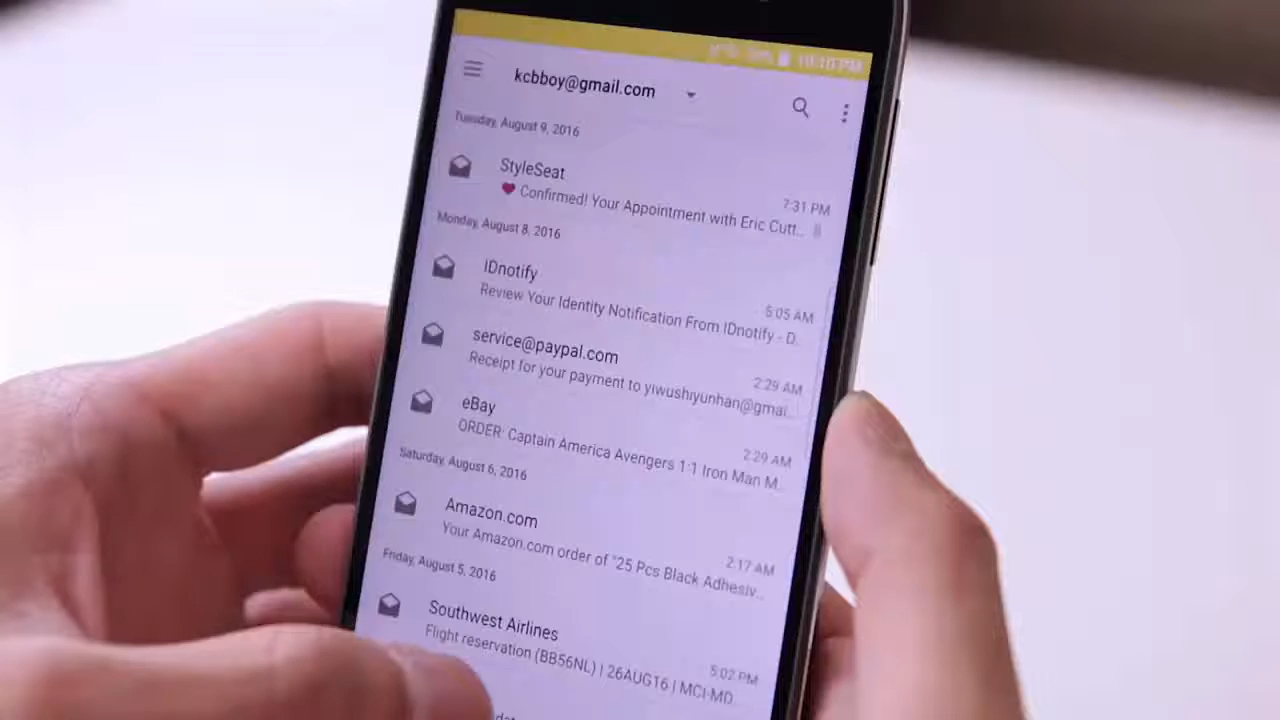 10:10 PM
kcbboy@gmail.com
Tuesday, August 9, 2016
StyleSeat
7:31 PM
Confirmed! Your Appointment with Eric Cutt...
Monday, August 8, 2016
IDnotify
5:05 AM
Review Your Identity Notification From IDnotify - D...
service@paypal.com
2:29 AM
Receipt for your payment to yiwushiyunhan@gmai...
eBay
2:29 AM
ORDER: Captain America Avengers 1:1 Iron Man M...
Saturday, August 6, 2016
Amazon.com
2:17 AM
Your Amazon.com order of "25 Pcs Black Adhesiv...
Friday, August 5, 2016
Southwest Airlines
5:02 PM
Flight reservation (BB56NL) | 26AUG16 | MCI-MD...